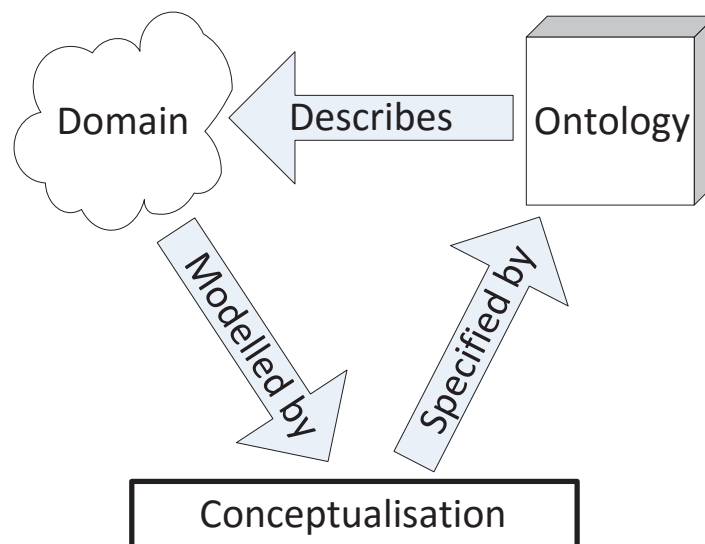 Domain
Describes
Ontology
Modelled by
Specified by
Conceptualisation